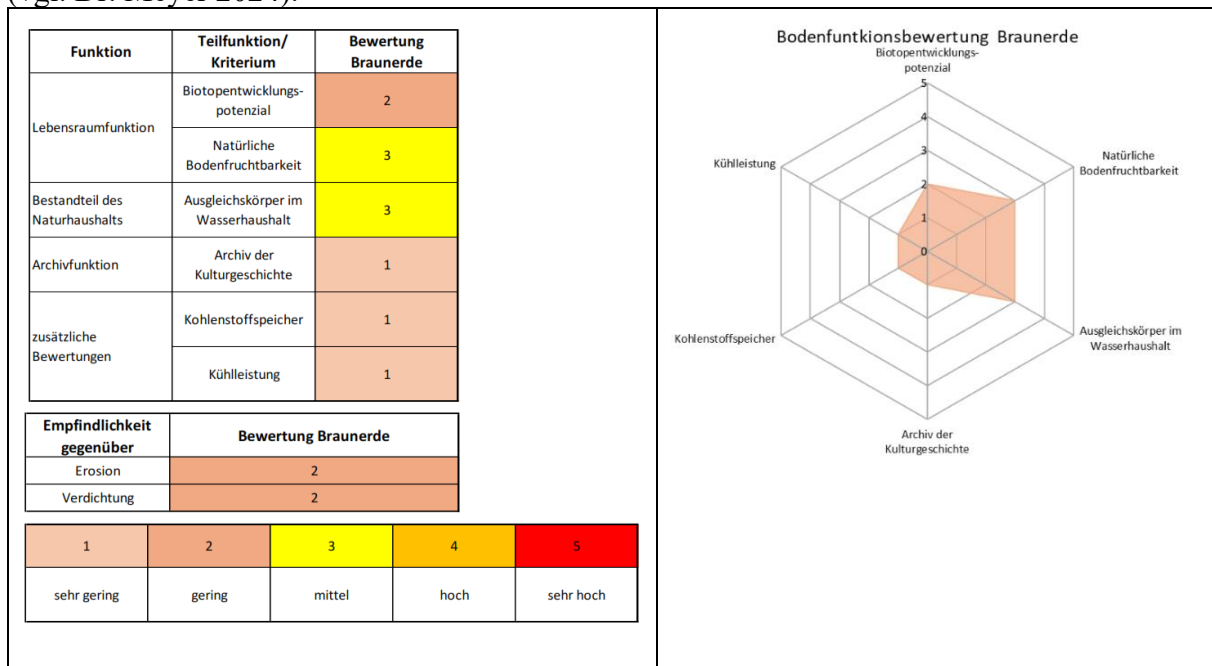 (vgl. Dr. Meyer 2024).
Funktion
Teilfunktion/
Kriterium
Bewertung
Braunerde
Lebensraumfunktion
Biotopentwicklungs-
potenzial
2
Natürliche
Bodenfruchtbarkeit
3
Bestandteil des
Naturhaushalts
Ausgleichskörper im
Wasserhaushalt
3
Archivfunktion
Archiv der
Kulturgeschichte
1
zusätzliche
Bewertungen
Kohlenstoffspeicher
1
Kühlleistung
1
Empfindlichkeit
gegenüber
Bewertung Braunerde
Erosion
2
Verdichtung
2
1 2 3 4 5
sehr gering gering mittel hoch sehr hoch
Bodenfuntkionsbewertung Braunerde
Biotopentwicklungs-
potenzial
5
4
3
2
1
0
Natürliche
Bodenfruchtbarkeit
Ausgleichskörper im
Wasserhaushalt
Archiv der
Kulturgeschichte
Kohlenstoffspeicher
Kühlleistung